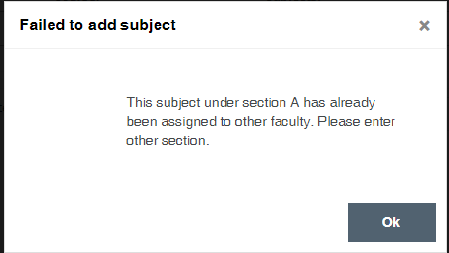 Failed to add subject
×
This subject under section A has already
been assigned to other faculty. Please enter
other section.
Ok